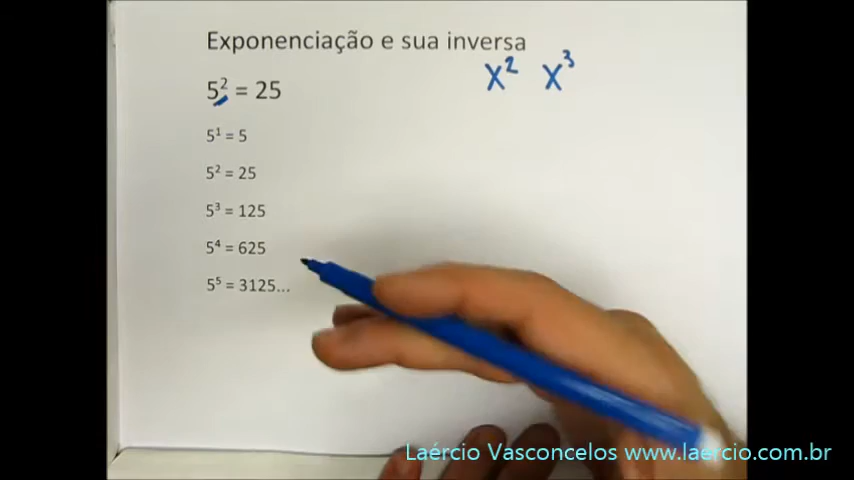 Exponenciação e sua inversa
x² x³
5² = 25
5¹ = 5
5² = 25
5³ = 125
5⁴ = 625
5⁵ = 3125...
Laércio Vasconcelos www.laercio.com.br